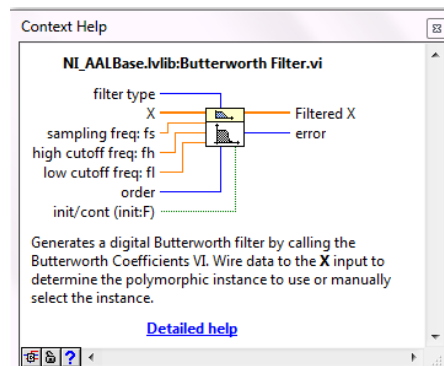 Context Help
NI_AALBase.lvlib:Butterworth Filter.vi
filter type
X
Filtered X
sampling freq: fs
error
high cutoff freq: fh
low cutoff freq: fl
order
init/cont (init:F)
Generates a digital Butterworth filter by calling the
Butterworth Coefficients VI. Wire data to the X input to
determine the polymorphic instance to use or manually
select the instance.
Detailed help
?